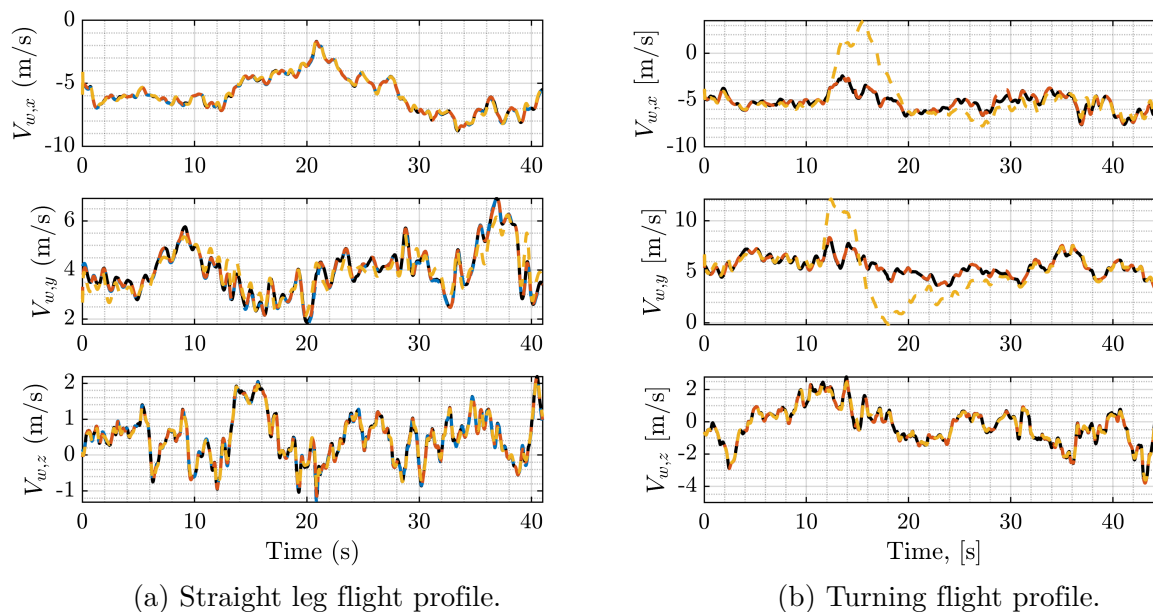 0
-5
-10
V_{w,x} (m/s)
0 10 20 30 40
6
4
2
V_{w,y} (m/s)
0 10 20 30 40
2
1
0
-1
V_{w,z} (m/s)
0 10 20 30 40
Time (s)
(a) Straight leg flight profile.
0
-5
-10
V_{w,x} [m/s]
0 10 20 30 40
10
5
0
V_{w,y} [m/s]
0 10 20 30 40
2
0
-2
-4
V_{w,z} [m/s]
0 10 20 30 40
Time, [s]
(b) Turning flight profile.